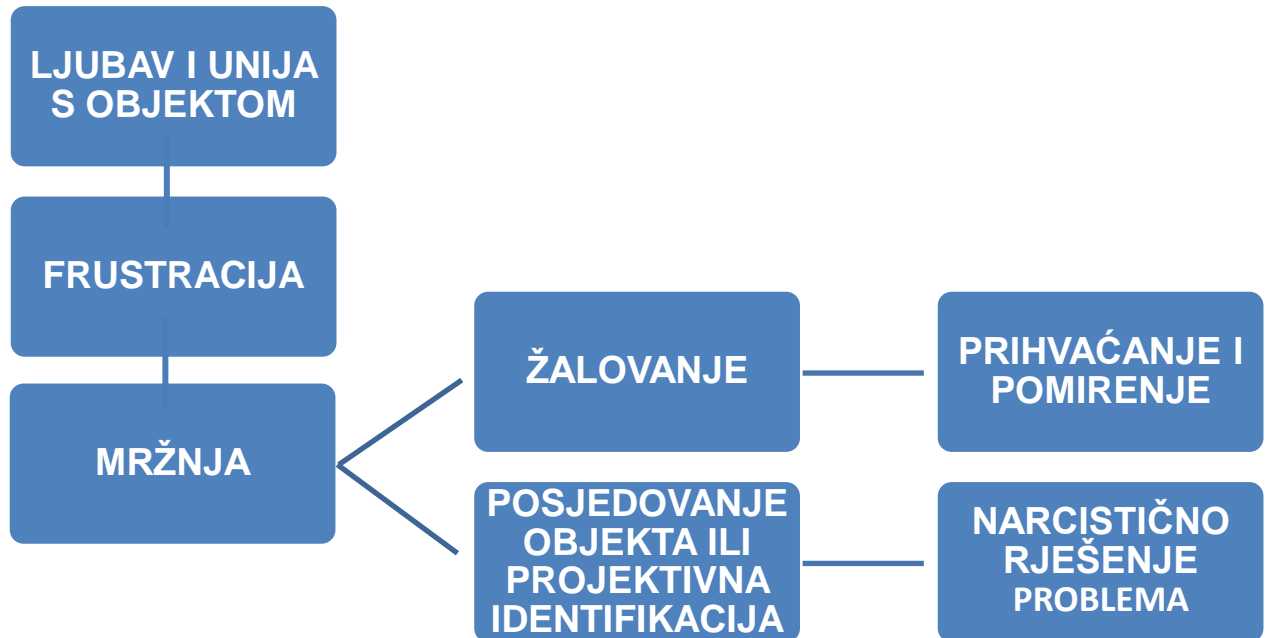 LJUBAV I UNIJA
S OBJEKTOM
FRUSTRACIJA
MRŽNJA
ŽALOVANJE
PRIHVAĆANJE I
POMIRENJE
POSJEDOVANJE
OBJEKTA ILI
PROJEKTIVNA
IDENTIFIKACIJA
NARCISTIČNO
RJEŠENJE
PROBLEMA